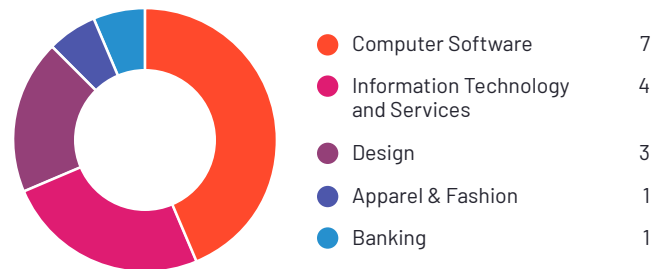 Computer Software 7
Information Technology 4
and Services
Design 3
Apparel & Fashion 1
Banking 1